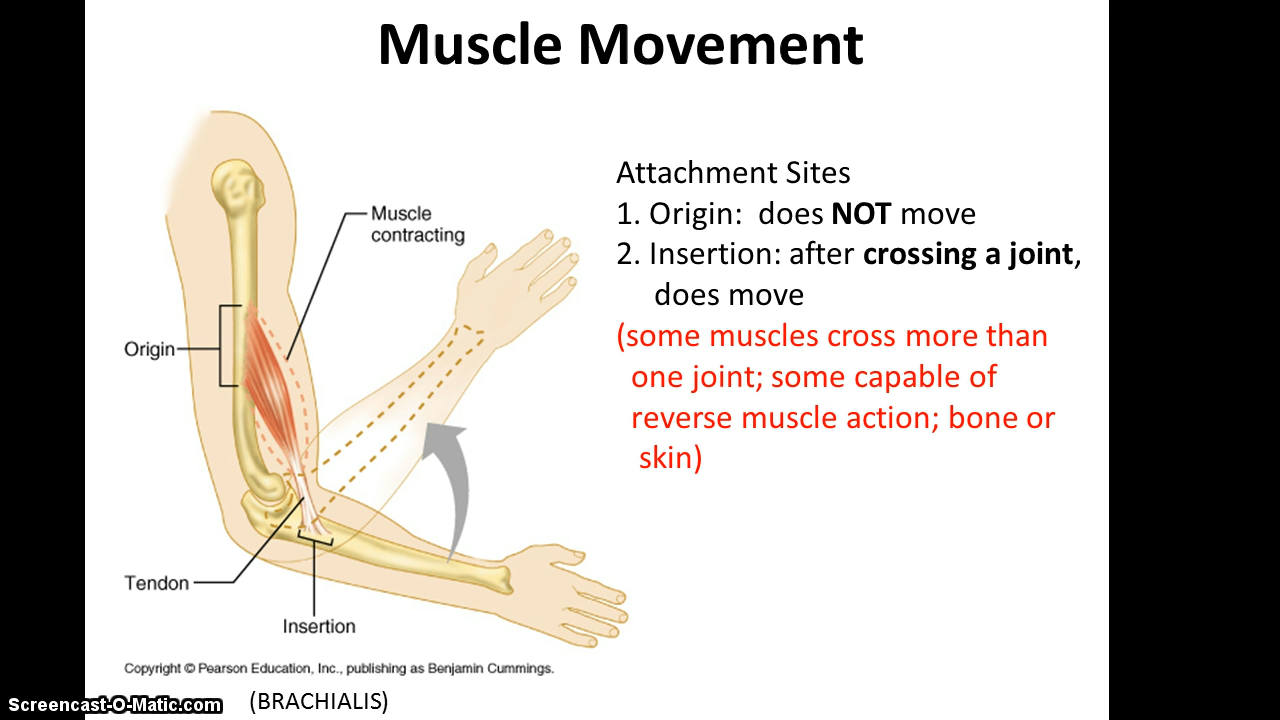 Muscle Movement
Attachment Sites
1. Origin: does NOT move
2. Insertion: after crossing a joint,
does move
(some muscles cross more than
one joint; some capable of
reverse muscle action; bone or
skin)
Muscle
contracting
Origin
Tendon
Insertion
Copyright © Pearson Education, Inc., publishing as Benjamin Cummings.
(BRACHIALIS)
Screencast-O-Matic.com